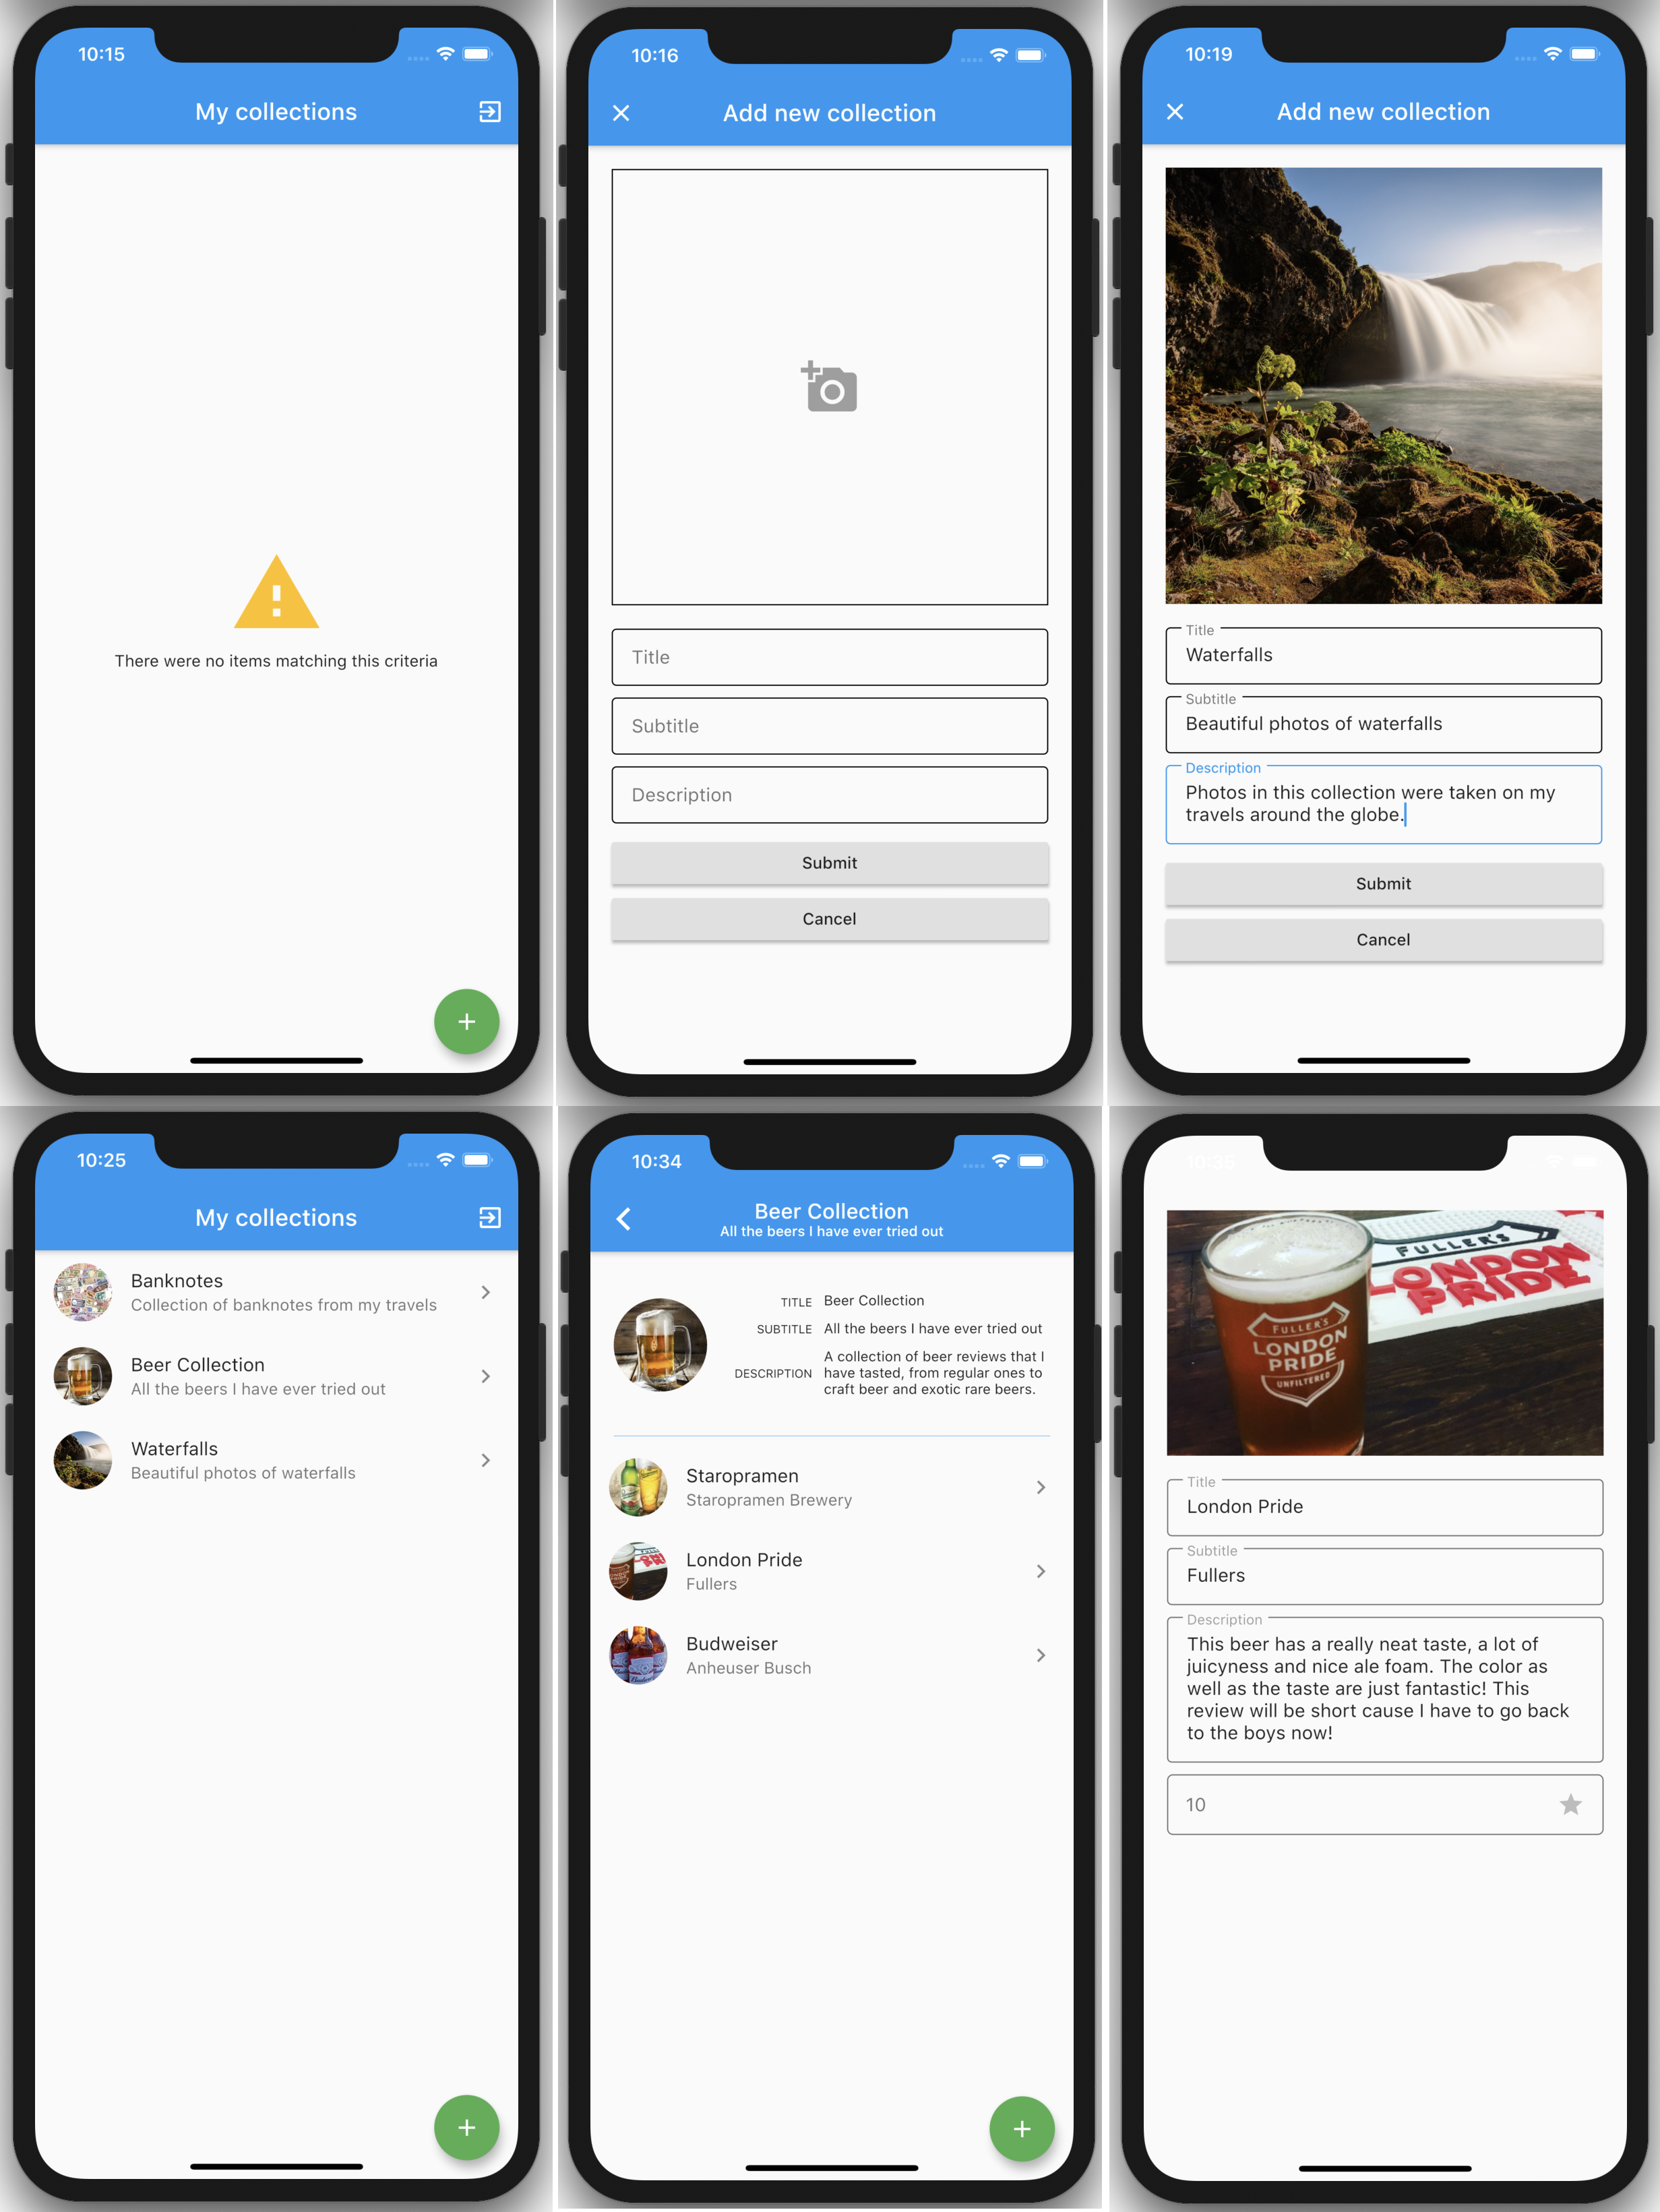 10:15
My collections
There were no items matching this criteria
10:16
Add new collection
Title
Subtitle
Description
Submit
Cancel
10:19
Add new collection
Title
Waterfalls
Subtitle
Beautiful photos of waterfalls
Description
Photos in this collection were taken on my
travels around the globe.
Submit
Cancel
10:25
My collections
Banknotes
Collection of banknotes from my travels
Beer Collection
All the beers I have ever tried out
Waterfalls
Beautiful photos of waterfalls
10:34
Beer Collection
All the beers I have ever tried out
TITLE Beer Collection
SUBTITLE All the beers I have ever tried out
DESCRIPTION A collection of beer reviews that I
have tasted, from regular ones to
craft beer and exotic rare beers.
Staropramen
Staropramen Brewery
London Pride
Fullers
Budweiser
Anheuser Busch
FULLER'S
LONDON
PRIDE
FULLER'S
LONDON
PRIDE
UNFILTERED
Title
London Pride
Subtitle
Fullers
Description
This beer has a really neat taste, a lot of
juicyness and nice ale foam. The color as
well as the taste are just fantastic! This
review will be short cause I have to go back
to the boys now!
10